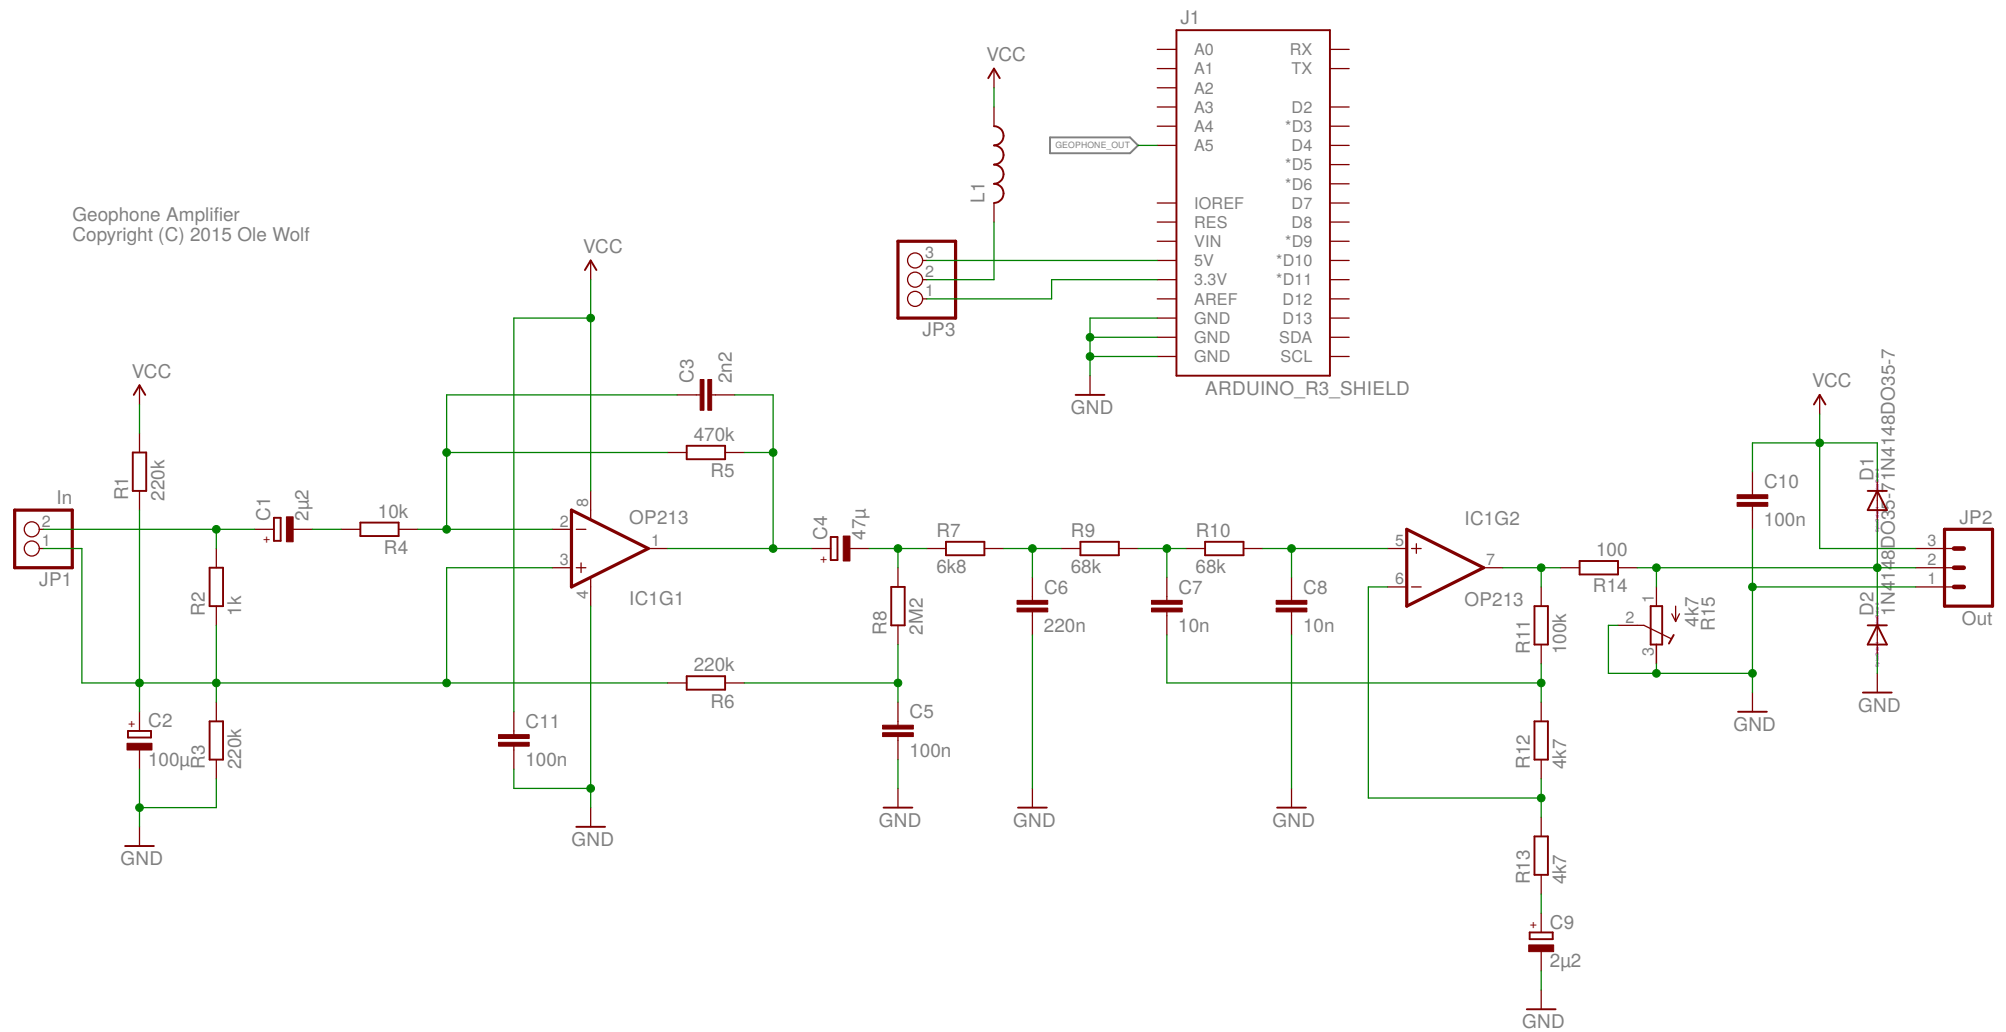 Geophone Amplifier
Copyright (C) 2015 Ole Wolf
J1
A0
A1
A2
A3
A4
A5
IOREF
RES
VIN
5V
3.3V
AREF
GND
GND
GND
RX
TX
D2
*D3
D4
*D5
*D6
D7
D8
*D9
*D10
*D11
D12
D13
SDA
SCL
ARDUINO_R3_SHIELD
GEOPHONE_OUT
VCC
L1
3
2
1
JP3
GND
In
2
1
JP1
VCC
R1
220k
R2
1k
R3
220k
C2
+
100µ
GND
C1
+
2µ2
10k
R4
VCC
C3
2n2
470k
R5
OP213
8
2
3
1
4
IC1G1
220k
R6
C11
100n
GND
C4
+
47µ
R8
2M2
C5
100n
GND
R7
6k8
C6
220n
GND
R9
68k
C7
10n
R10
68k
C8
10n
GND
IC1G2
5
6
7
OP213
R11
100k
R12
4k7
R13
4k7
C9
+
2µ2
GND
100
R14
1
2
3
4k7
R15
VCC
C10
100n
GND
D1
1N4148DO35-7
D2
1N4148DO35-7
GND
JP2
3
2
1
Out